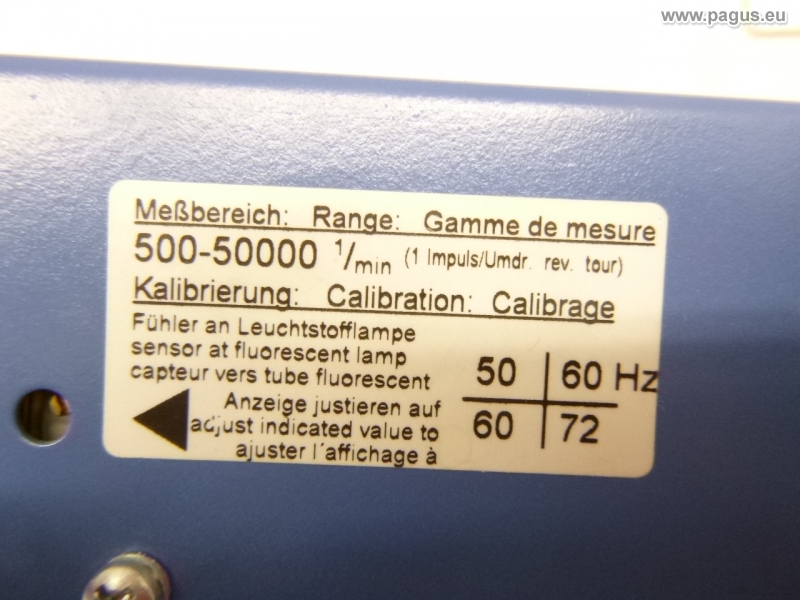 www.pagus.eu
Meßbereich: Range: Gamme de mesure
500-50000 1/min (1 Impuls/Umdr. rev. tour)
Kalibrierung: Calibration: Calibrage
Fühler an Leuchtstofflampe
sensor at fluorescent lamp
capteur vers tube fluorescent
50 60 Hz
Anzeige justieren auf
adjust indicated value to
ajuster l´affichage à
60 72